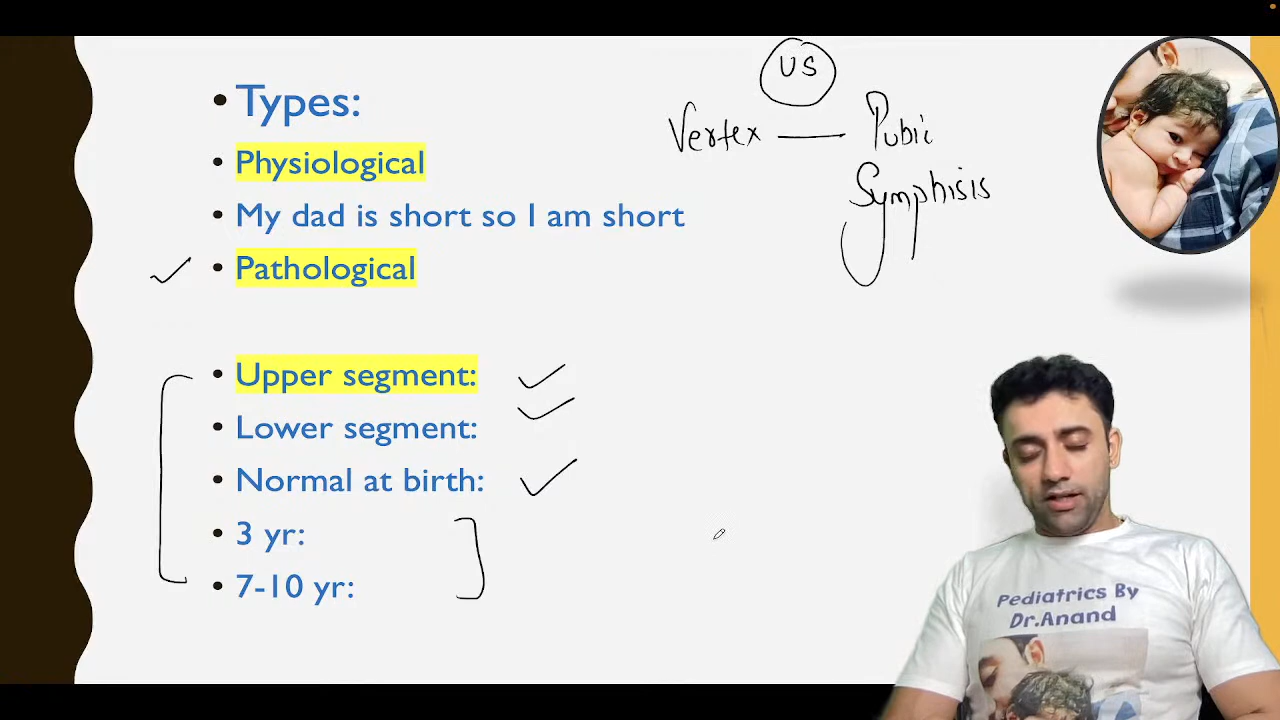 • Types:
• Physiological
• My dad is short so I am short
• Pathological
• Upper segment:
• Lower segment:
• Normal at birth:
• 3 yr:
• 7-10 yr:
US
Vertex — Pubic
Symphisis
Pediatrics By
Dr.Anand